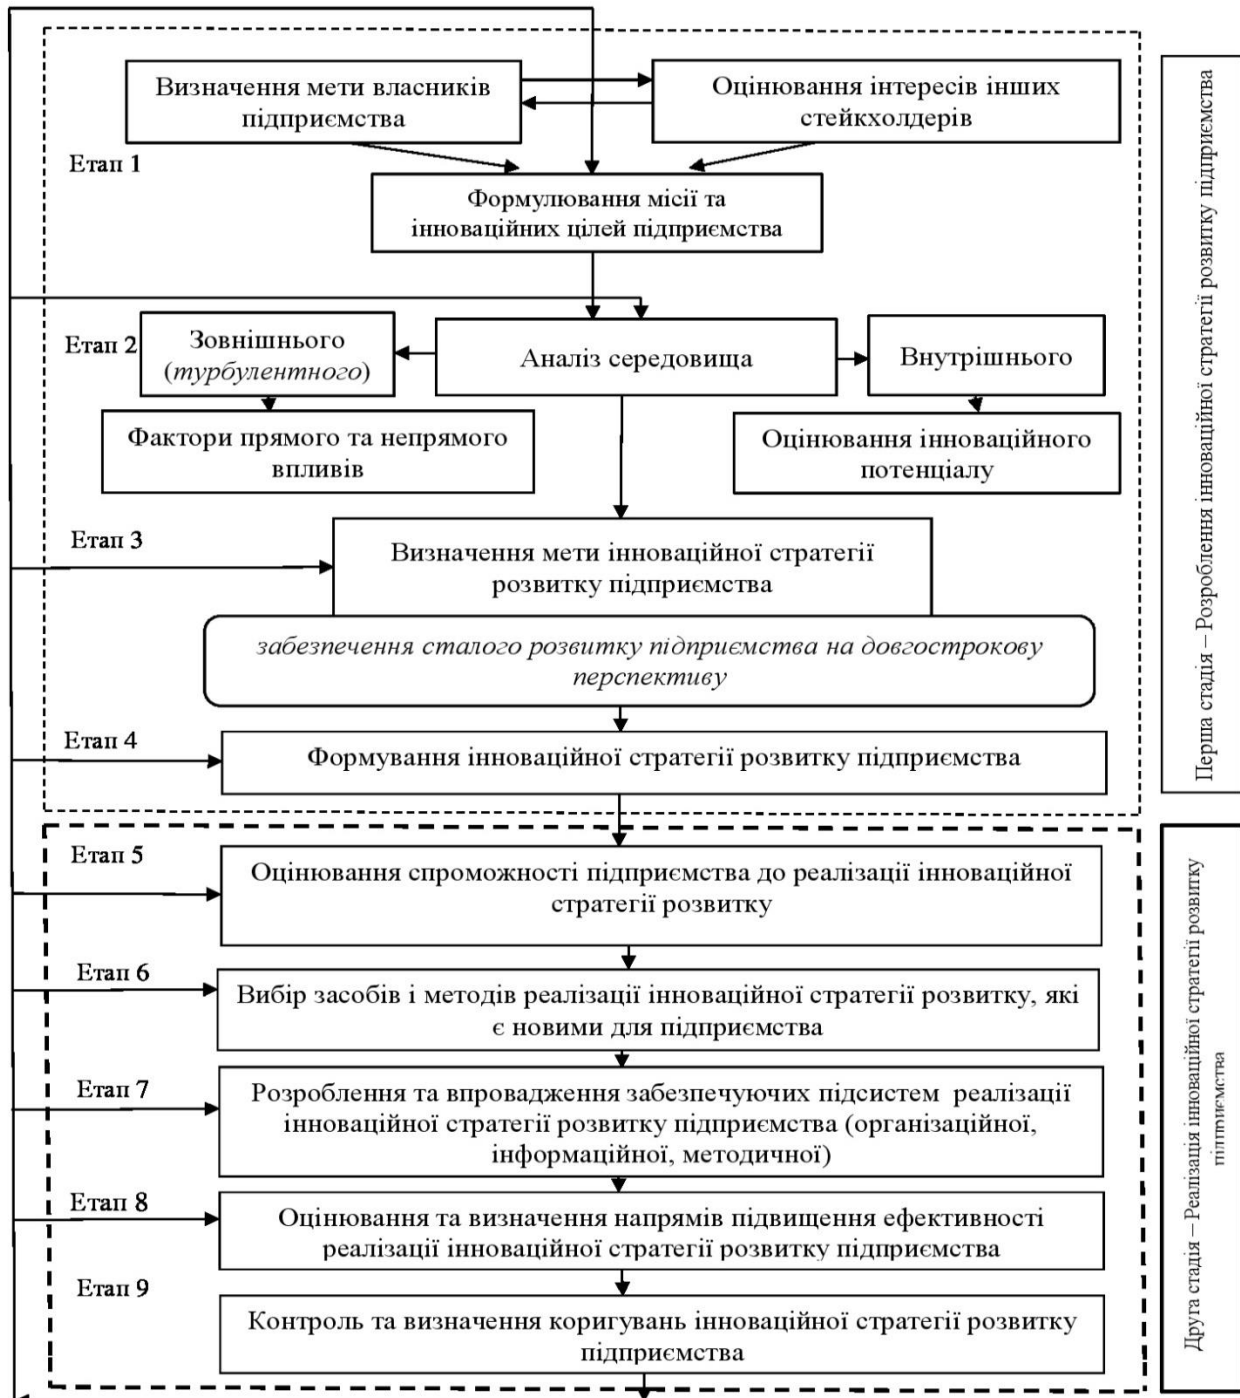 Визначення мети власників
підприємства
Оцінювання інтересів інших
стейкхолдерів
Етап 1
Формулювання місії та
інноваційних цілей підприємства
Етап 2
Зовнішнього
(турбулентного)
Аналіз середовища
Внутрішнього
Фактори прямого та непрямого
впливів
Оцінювання інноваційного
потенціалу
Етап 3
Визначення мети інноваційної стратегії
розвитку підприємства
забезпечення сталого розвитку підприємства на довгострокову
перспективу
Етап 4
Формування інноваційної стратегії розвитку підприємства
Перша стадія – Розроблення інноваційної стратегії розвитку підприємства
Етап 5
Оцінювання спроможності підприємства до реалізації інноваційної
стратегії розвитку
Етап 6
Вибір засобів і методів реалізації інноваційної стратегії розвитку, які
є новими для підприємства
Етап 7
Розроблення та впровадження забезпечуючих підсистем реалізації
інноваційної стратегії розвитку підприємства (організаційної,
інформаційної, методичної)
Етап 8
Оцінювання та визначення напрямів підвищення ефективності
реалізації інноваційної стратегії розвитку підприємства
Етап 9
Контроль та визначення коригувань інноваційної стратегії розвитку
підприємства
Друга стадія – Реалізація інноваційної стратегії розвитку
підприємства